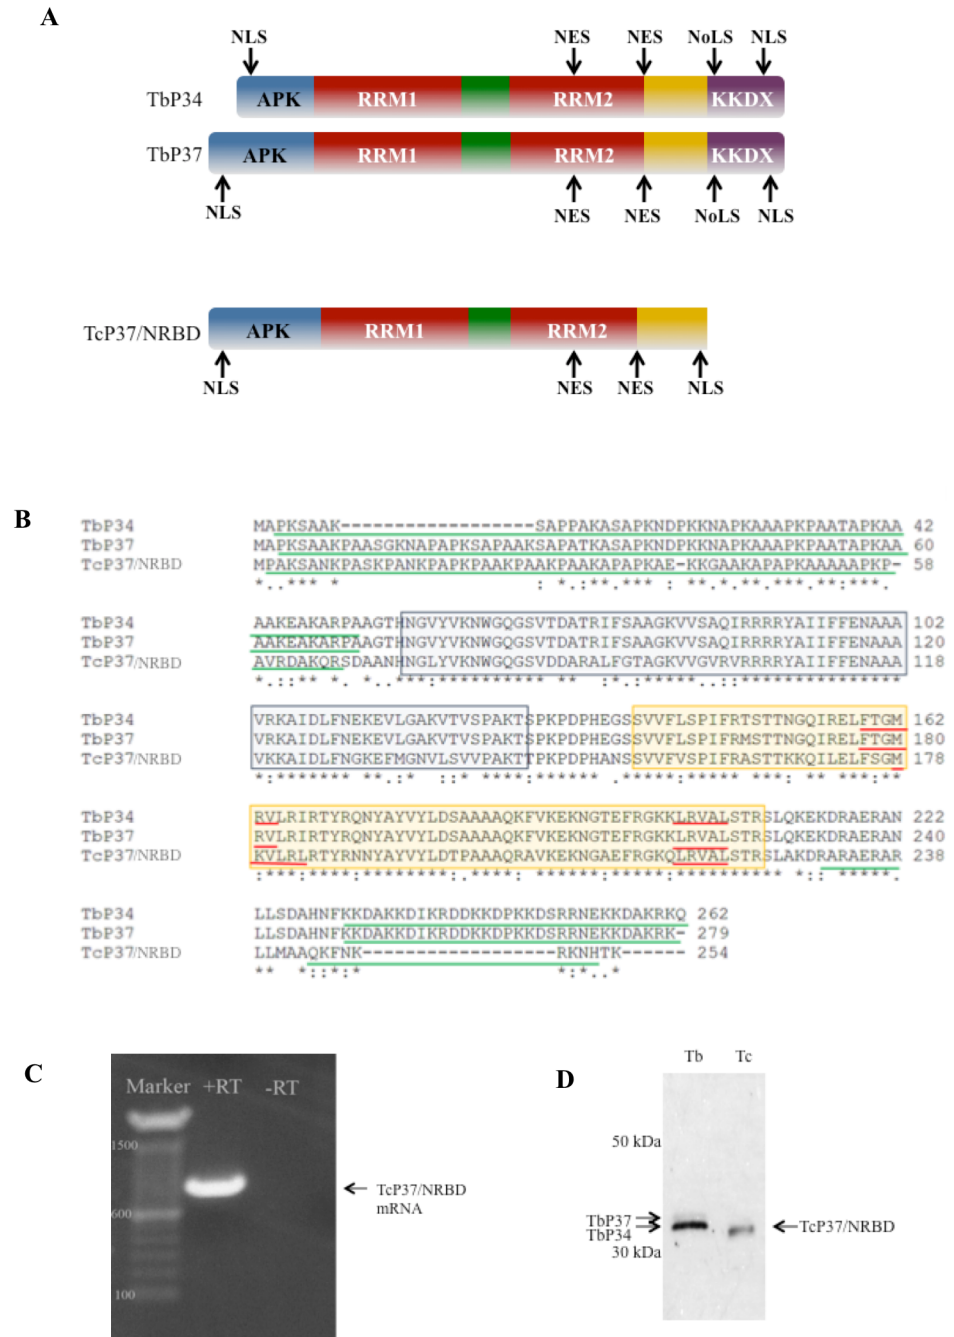 A
NLS NES NES NoLS NLS
TbP34 APK RRM1 RRM2 KKDX
TbP37 APK RRM1 RRM2 KKDX
NLS NES NES NoLS NLS
TcP37/NRBD APK RRM1 RRM2
NLS NES NES NLS
B
TbP34 MAPKSAAK------------------SAPPAKASAPKNDPKKNAPKAAAPKPAATAPKAA 42
TbP37 MAPKSAAKPAASGKNAPAPKSAPAAKSAPATKASAPKNDPKKNAPKAAAPKPAATAPKAA 60
TcP37/NRBD MPAKSANKPASKPANKPAPKPAAKPAAKPAAKAPAPKAE-KKGAAKAPAPKAAAAAPKP- 58
TbP34 AAKEAKARPAAGTHNGVYVKNWGQGSVTDATRIFSAAGKVVSAQIRRRRYAIIFFENAAA 102
TbP37 AAKEAKARPAAGTHNGVYVKNWGQGSVTDATRIFSAAGKVVSAQIRRRRYAIIFFENAAA 120
TcP37/NRBD AVRDAKQRSDAANHNGLYVKNWGQGSVDDARALFGTAGKVVGVRVRRRRYAIIFFENAAA 118
TbP34 VRKAIDLFNEKEVLGAKVTVSPAKTSPKPDPHEGSSVVFLSPIFRTSTTNGQIRELFTGM 162
TbP37 VRKAIDLFNEKEVLGAKVTVSPAKTSPKPDPHEGSSVVFLSPIFRMSTTNGQIRELFTGM 180
TcP37/NRBD VKKAIDLFNGKEFMGNVLSVVPAKTTPKPDPHANSSVVFVSPIFRASTTKKQILELFSGM 178
TbP34 RVLRIRTYRQNYAYVYLDSAAAAQKFVKEKNGTEFRGKKLRVALSTRSLQKEKDRAERAN 222
TbP37 RVLRIRTYRQNYAYVYLDSAAAAQKFVKEKNGTEFRGKKLRVALSTRSLQKEKDRAERAN 240
TcP37/NRBD KVLRLRTYRNNYAYVYLDTPAAAQRAVKEKNGAEFRGKQLRVALSTRSLAKDRARAERAR 238
TbP34 LLSDAHNFKKDAKKDIKRDDKKDPKKDSRRNEKKDAKRKQ 262
TbP37 LLSDAHNFKKDAKKDIKRDDKKDPKKDSRRNEKKDAKRK- 279
TcP37/NRBD LLMAAQKFNK------------------RKNHTK------ 254
C
Marker +RT -RT
1500
600
100
TcP37/NRBD
mRNA
D
Tb Tc
50 kDa
TbP37
TbP34
30 kDa
TcP37/NRBD